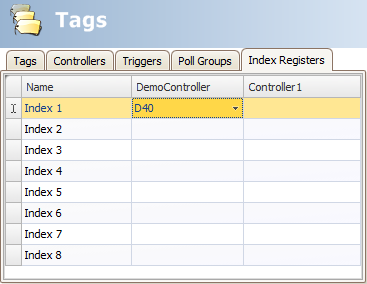 Tags
Tags Controllers Triggers Poll Groups Index Registers
Name DemoController Controller1
Index 1 D40
Index 2
Index 3
Index 4
Index 5
Index 6
Index 7
Index 8